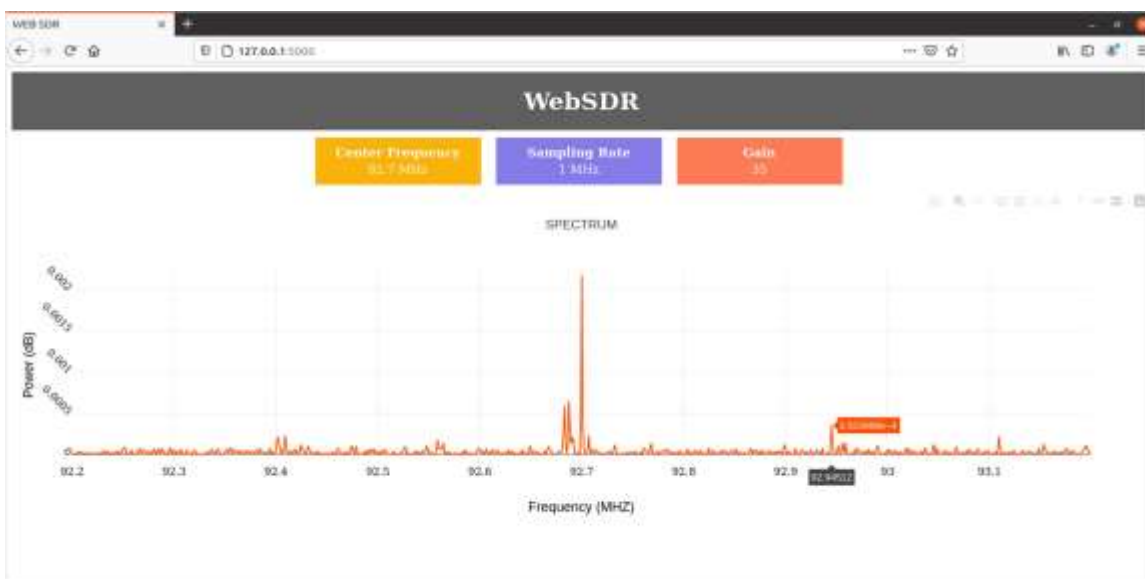 WEB SDR
127.0.0.1:5000
WebSDR
Center Frequency
92.7 MHz
Sampling Rate
1 MHz
Gain
35
SPECTRUM
0.002
0.0015
0.001
0.0005
0
Power (dB)
92.2 92.3 92.4 92.5 92.6 92.7 92.8 92.9 93 93.1
Frequency (MHZ)